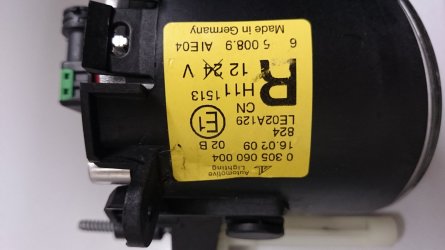 Automotive
Lighting
0 305 060 004
16.02.09 02 B
824
LE02A129 E1
CN
H11 1513 R
12 24 V
6 5 008.9 AIE04
Made in Germany